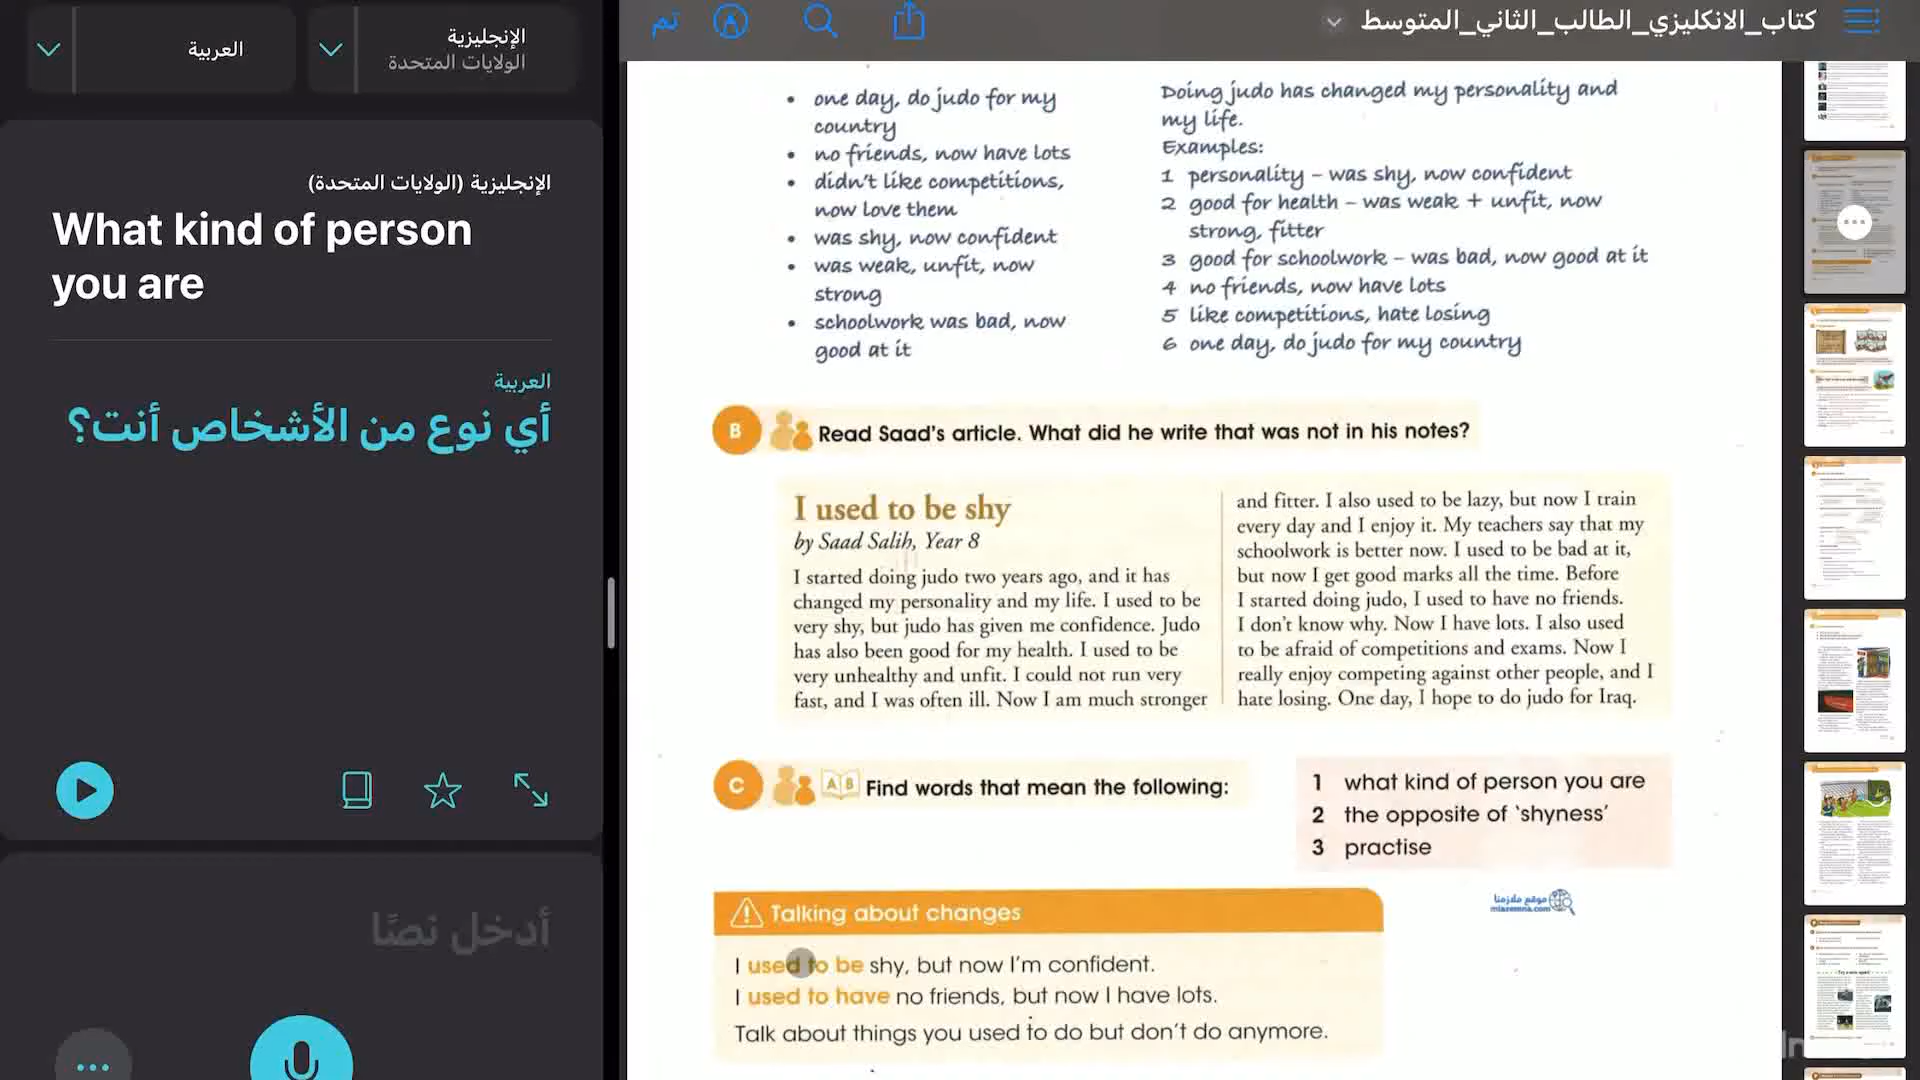 الإنجليزية
الولايات المتحدة
العربية
الإنجليزية (الولايات المتحدة)
What kind of person
you are
العربية
أي نوع من الأشخاص أنت؟
أدخل نصًا
تم
كتاب_الانكليزي_الطالب_الثاني_المتوسط
• one day, do judo for my
country
• no friends, now have lots
• didn't like competitions,
now love them
• was shy, now confident
• was weak, unfit, now
strong
• schoolwork was bad, now
good at it
Doing judo has changed my personality and
my life.
Examples:
1 personality – was shy, now confident
2 good for health – was weak + unfit, now
strong, fitter
3 good for schoolwork – was bad, now good at it
4 no friends, now have lots
5 like competitions, hate losing
6 one day, do judo for my country
B Read Saad's article. What did he write that was not in his notes?
I used to be shy
by Saad Salih, Year 8
I started doing judo two years ago, and it has
changed my personality and my life. I used to be
very shy, but judo has given me confidence. Judo
has also been good for my health. I used to be
very unhealthy and unfit. I could not run very
fast, and I was often ill. Now I am much stronger
and fitter. I also used to be lazy, but now I train
every day and I enjoy it. My teachers say that my
schoolwork is better now. I used to be bad at it,
but now I get good marks all the time. Before
I started doing judo, I used to have no friends.
I don't know why. Now I have lots. I also used
to be afraid of competitions and exams. Now I
really enjoy competing against other people, and I
hate losing. One day, I hope to do judo for Iraq.
C A B Find words that mean the following:
1 what kind of person you are
2 the opposite of 'shyness'
3 practise
موقع ملازمنا
mlazemna.com
Talking about changes
I used to be shy, but now I'm confident.
I used to have no friends, but now I have lots.
Talk about things you used to do but don't do anymore.